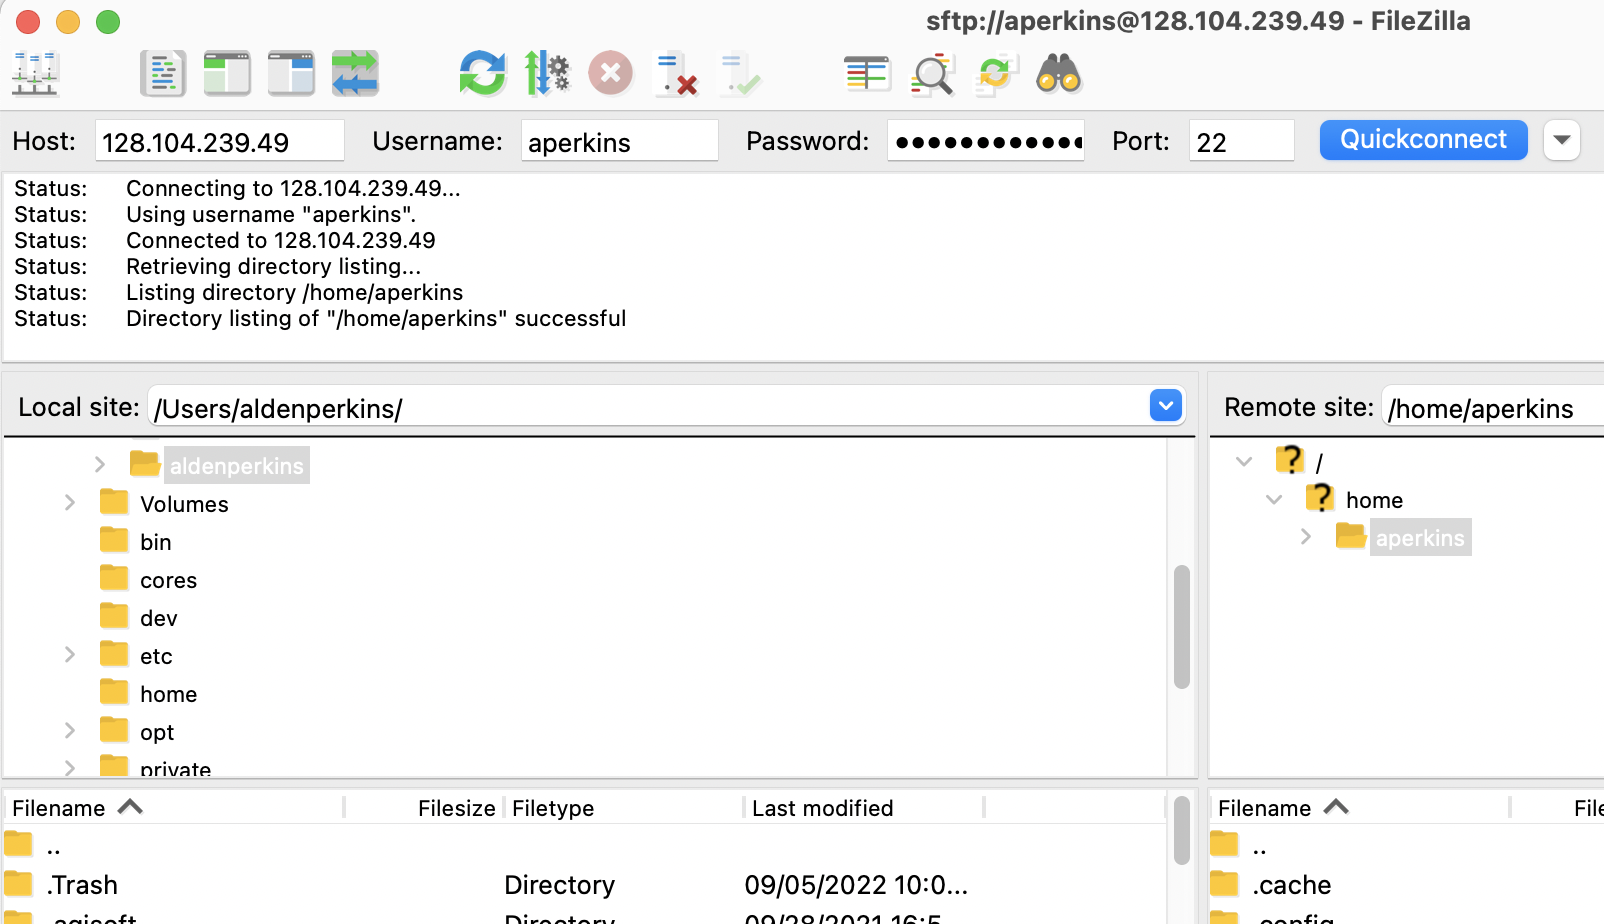 sftp://aperkins@128.104.239.49 - FileZilla
Host: 128.104.239.49 Username: aperkins Password: ●●●●●●●●●●●● Port: 22 Quickconnect
Status: Connecting to 128.104.239.49...
Status: Using username "aperkins".
Status: Connected to 128.104.239.49
Status: Retrieving directory listing...
Status: Listing directory /home/aperkins
Status: Directory listing of "/home/aperkins" successful
Local site: /Users/aldenperkins/
aldenperkins
Volumes
bin
cores
dev
etc
home
opt
private
Remote site: /home/aperkins
/
home
aperkins
Filename Filesize Filetype Last modified
..
.Trash Directory 09/05/2022 10:0...
.agisoft Directory 09/28/2021 16:5...
Filename File
..
.cache
.config